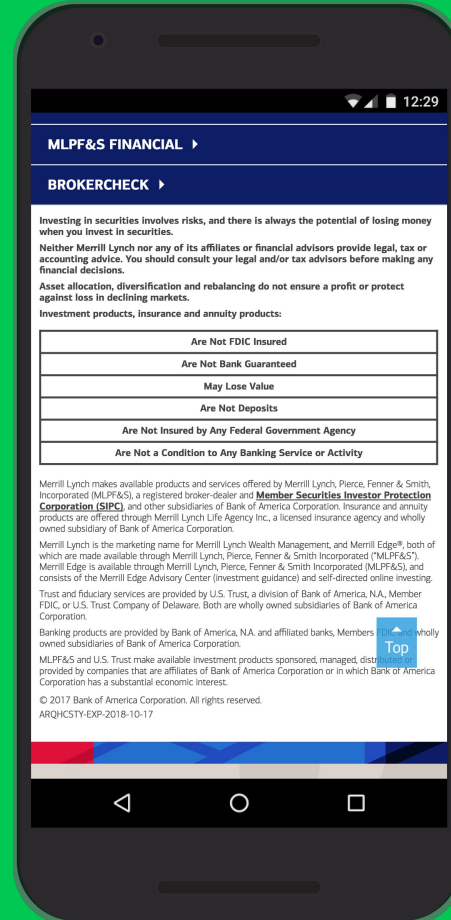 12:29
MLPF&S FINANCIAL
BROKERCHECK
Investing in securities involves risks, and there is always the potential of losing money
when you invest in securities.
Neither Merrill Lynch nor any of its affiliates or financial advisors provide legal, tax or
accounting advice. You should consult your legal and/or tax advisors before making any
financial decisions.
Asset allocation, diversification and rebalancing do not ensure a profit or protect
against loss in declining markets.
Investment products, insurance and annuity products:
Are Not FDIC Insured
Are Not Bank Guaranteed
May Lose Value
Are Not Deposits
Are Not Insured by Any Federal Government Agency
Are Not a Condition to Any Banking Service or Activity
Merrill Lynch makes available products and services offered by Merrill Lynch, Pierce, Fenner & Smith,
Incorporated (MLPF&S), a registered broker-dealer and Member Securities Investor Protection
Corporation (SIPC), and other subsidiaries of Bank of America Corporation. Insurance and annuity
products are offered through Merrill Lynch Life Agency Inc., a licensed insurance agency and wholly
owned subsidiary of Bank of America Corporation.
Merrill Lynch is the marketing name for Merrill Lynch Wealth Management, and Merrill Edge®, both of
which are made available through Merrill Lynch, Pierce, Fenner & Smith Incorporated ("MLPF&S").
Merrill Edge is available through Merrill Lynch, Pierce, Fenner & Smith Incorporated (MLPF&S), and
consists of the Merrill Edge Advisory Center (investment guidance) and self-directed online investing.
Trust and fiduciary services are provided by U.S. Trust, a division of Bank of America, N.A., Member
FDIC, or U.S. Trust Company of Delaware. Both are wholly owned subsidiaries of Bank of America
Corporation.
Banking products are provided by Bank of America, N.A. and affiliated banks, Members FDIC and wholly
owned subsidiaries of Bank of America Corporation.
Top
MLPF&S and U.S. Trust make available investment products sponsored, managed, distributed or
provided by companies that are affiliates of Bank of America Corporation or in which Bank of America
Corporation has a substantial economic interest.
© 2017 Bank of America Corporation. All rights reserved.
ARQHCSTY-EXP-2018-10-17